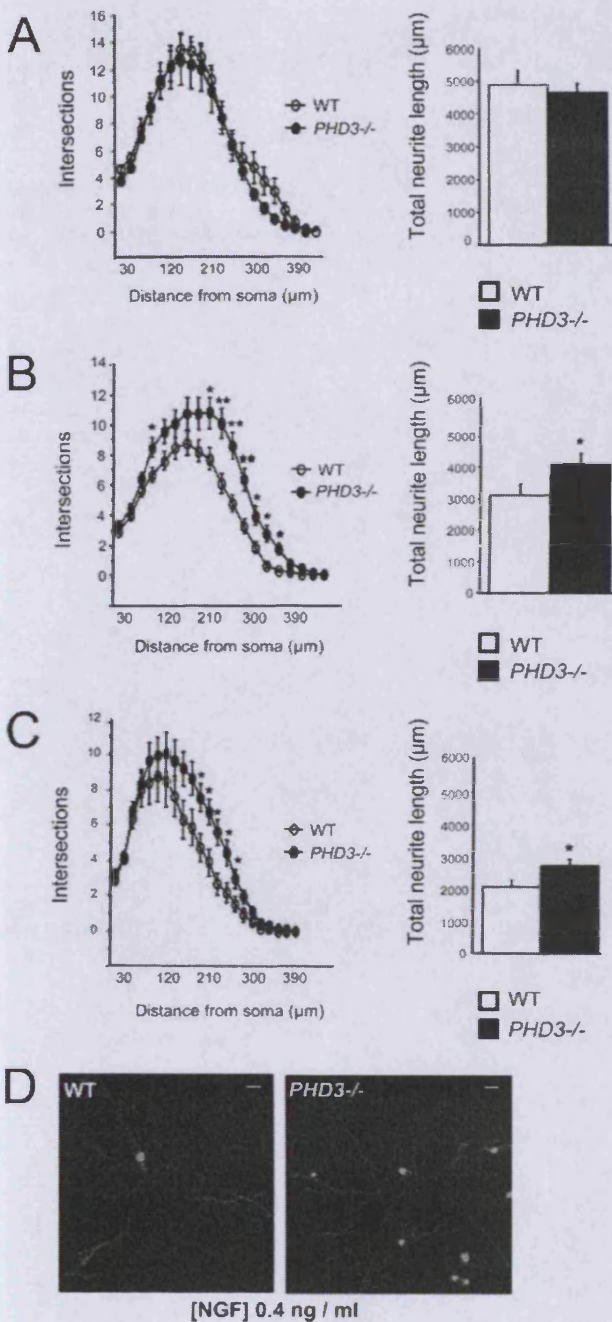 A
Intersections
16
14
12
10
8
6
4
2
0
30 120 210 300 390
Distance from soma (µm)
WT
PHD3-/-
Total neurite length (µm)
6000
5000
4000
3000
2000
1000
0
WT
PHD3-/-
B
Intersections
14
12
10
8
6
4
2
0
30 120 210 300 390
Distance from soma (µm)
* ** ** ** * * *
*
WT
PHD3-/-
Total neurite length (µm)
6000
5000
4000
3000
2000
1000
0
*
WT
PHD3-/-
C
Intersections
12
10
8
6
4
2
0
30 120 210 300 390
Distance from soma (µm)
* * * * *
WT
PHD3-/-
Total neurite length (µm)
6000
5000
4000
3000
2000
1000
0
*
WT
PHD3-/-
D
WT
PHD3-/-
[NGF] 0.4 ng / ml